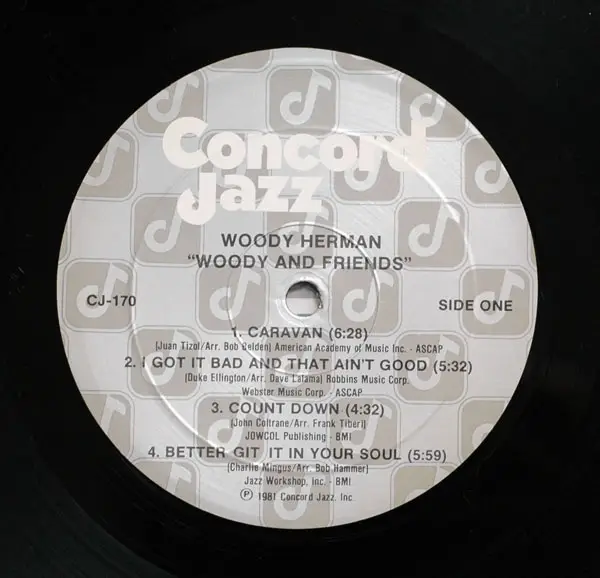 Concord
Jazz
WOODY HERMAN
"WOODY AND FRIENDS"
CJ-170
SIDE ONE
1. CARAVAN (6:28)
(Juan Tizol/Arr. Bob Belden) American Academy of Music Inc. - ASCAP
2. I GOT IT BAD AND THAT AIN'T GOOD (5:32)
(Duke Ellington/Arr. Dave Lalama) Robbins Music Corp.
Webster Music Corp. ASCAP
3. COUNT DOWN (4:32)
(John Coltrane/Arr. Frank Tiberi)
JOWCOL Publishing - BMI
4. BETTER GIT IT IN YOUR SOUL (5:59)
(Charlie Mingus/Arr. Bob Hammer)
Jazz Workshop, Inc. - BMI
Ⓟ 1981 Concord Jazz, Inc